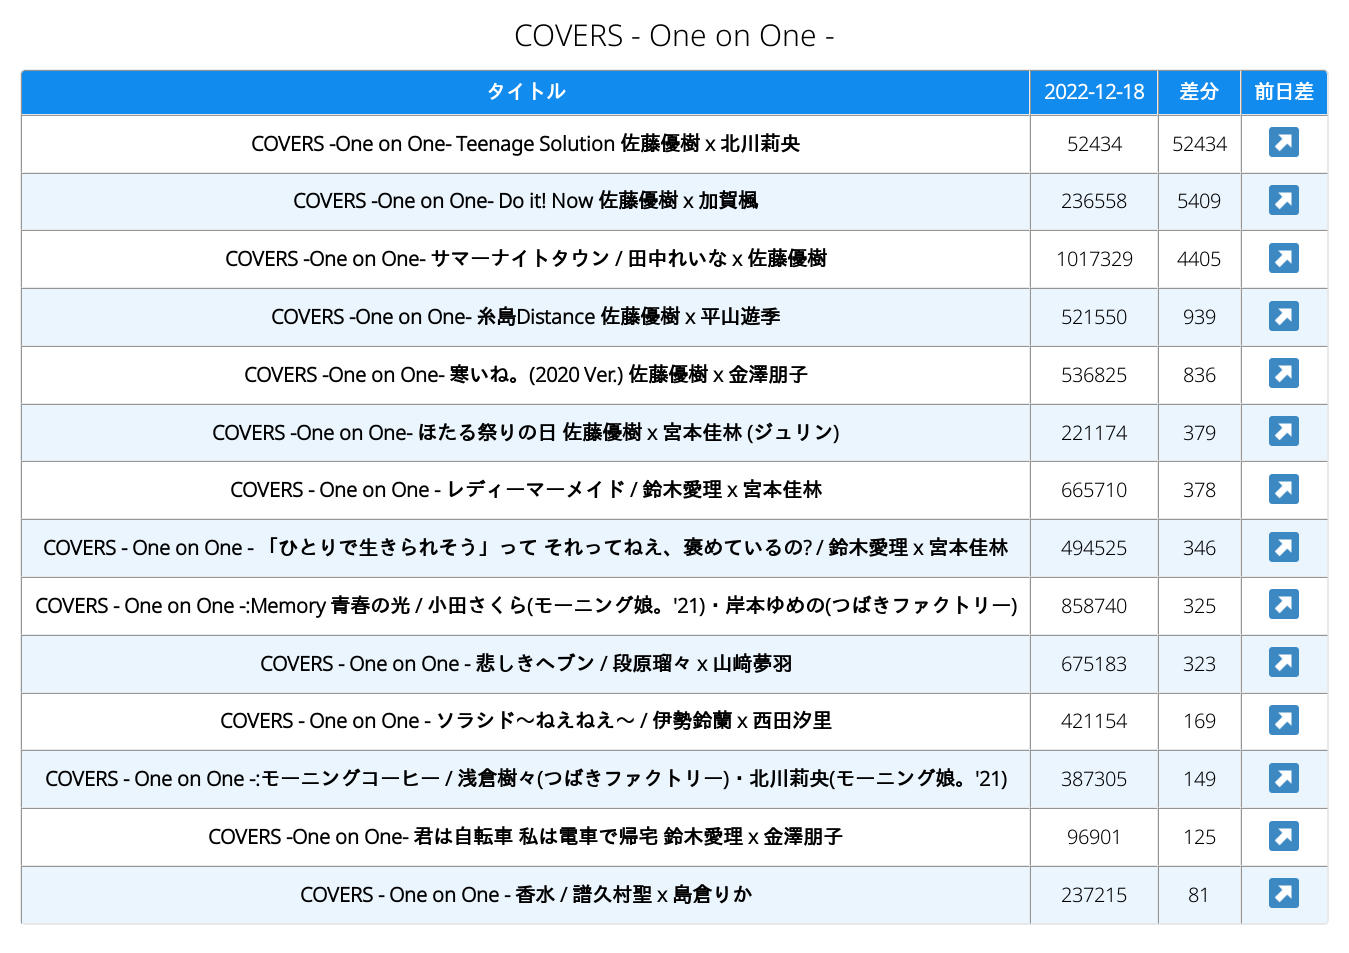 COVERS - One on One -
タイトル 2022-12-18 差分 前日差
COVERS -One on One- Teenage Solution 佐藤優樹 x 北川莉央 52434 52434
COVERS -One on One- Do it! Now 佐藤優樹 x 加賀楓 236558 5409
COVERS -One on One- サマーナイトタウン / 田中れいな x 佐藤優樹 1017329 4405
COVERS -One on One- 糸島Distance 佐藤優樹 x 平山遊季 521550 939
COVERS -One on One- 寒いね。(2020 Ver.) 佐藤優樹 x 金澤朋子 536825 836
COVERS -One on One- ほたる祭りの日 佐藤優樹 x 宮本佳林 (ジュリン) 221174 379
COVERS - One on One - レディーマーメイド / 鈴木愛理 x 宮本佳林 665710 378
COVERS - One on One - 「ひとりで生きられそう」って それってねえ、褒めているの? / 鈴木愛理 x 宮本佳林 494525 346
COVERS - One on One -:Memory 青春の光 / 小田さくら(モーニング娘。'21)・岸本ゆめの(つばきファクトリー) 858740 325
COVERS - One on One - 悲しきヘブン / 段原瑠々 x 山﨑夢羽 675183 323
COVERS - One on One - ソラシド～ねえねえ～ / 伊勢鈴蘭 x 西田汐里 421154 169
COVERS - One on One -:モーニングコーヒー / 浅倉樹々(つばきファクトリー)・北川莉央(モーニング娘。'21) 387305 149
COVERS -One on One- 君は自転車 私は電車で帰宅 鈴木愛理 x 金澤朋子 96901 125
COVERS - One on One - 香水 / 譜久村聖 x 島倉りか 237215 81